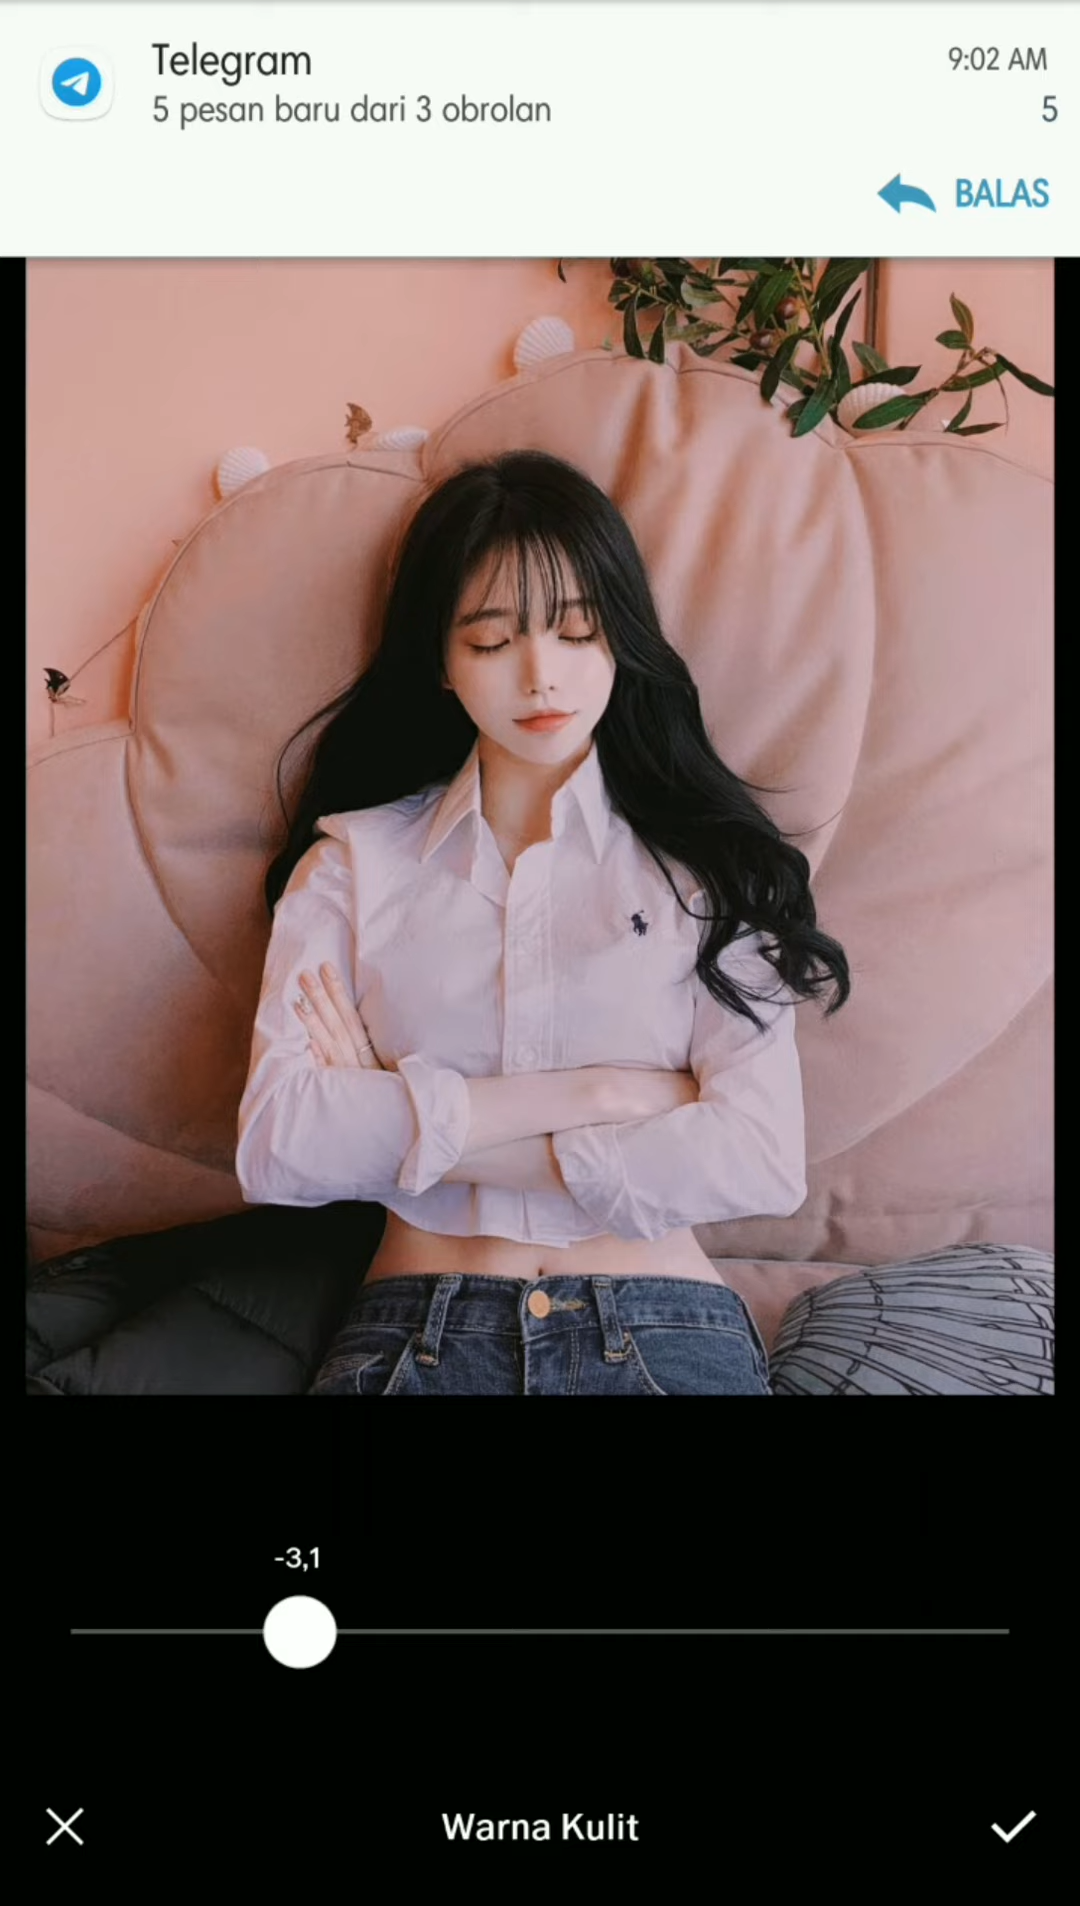 Telegram
9:02 AM
5 pesan baru dari 3 obrolan
5
BALAS
-3,1
Warna Kulit